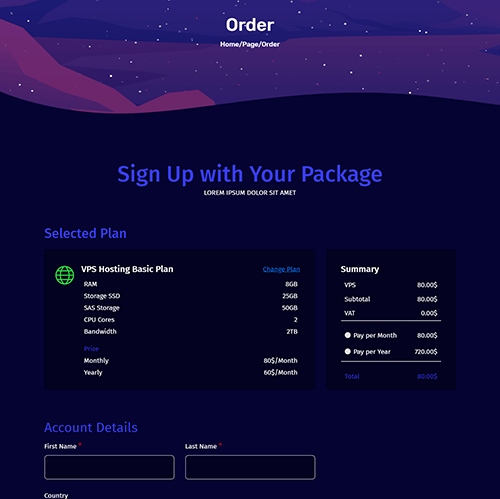 Order
Home/Page/Order
Sign Up with Your Package
LOREM IPSUM DOLOR SIT AMET
Selected Plan
VPS Hosting Basic Plan Change Plan
RAM 8GB
Storage SSD 25GB
SAS Storage 50GB
CPU Cores 2
Bandwidth 2TB
Price
Monthly 80$/Month
Yearly 60$/Month
Summary
VPS 80.00$
Subtotal 80.00$
VAT 0.00$
Pay per Month 80.00$
Pay per Year 720.00$
Total 80.00$
Account Details
First Name * Last Name *
Country